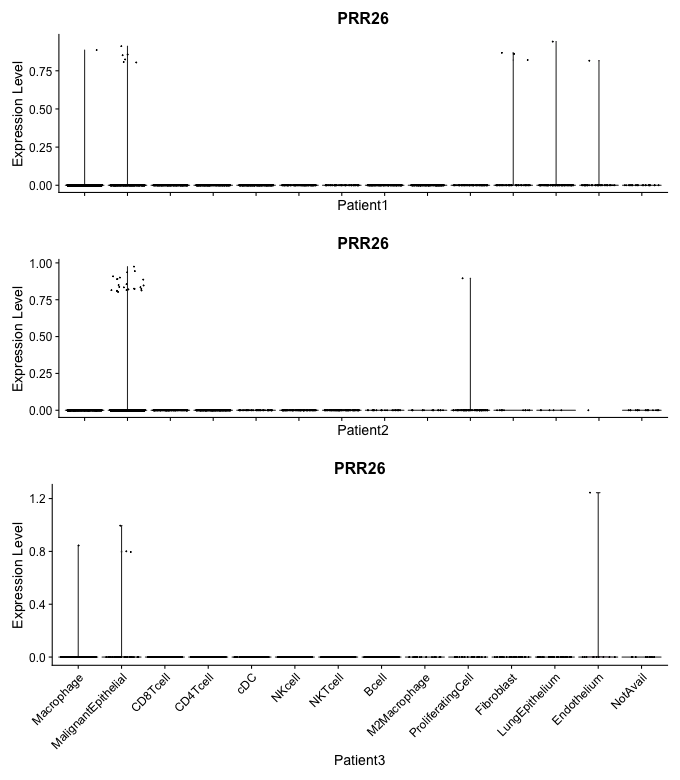 PRR26
Expression Level
0.75
0.50
0.25
0.00
Patient1
PRR26
Expression Level
1.00
0.75
0.50
0.25
0.00
Patient2
PRR26
Expression Level
1.2
0.8
0.4
0.0
Macrophage
MalignantEpithelial
CD8Tcell
CD4Tcell
cDC
NKcell
NKTcell
Bcell
M2Macrophage
ProliferatingCell
Fibroblast
LungEpithelium
Endothelium
NotAvail
Patient3